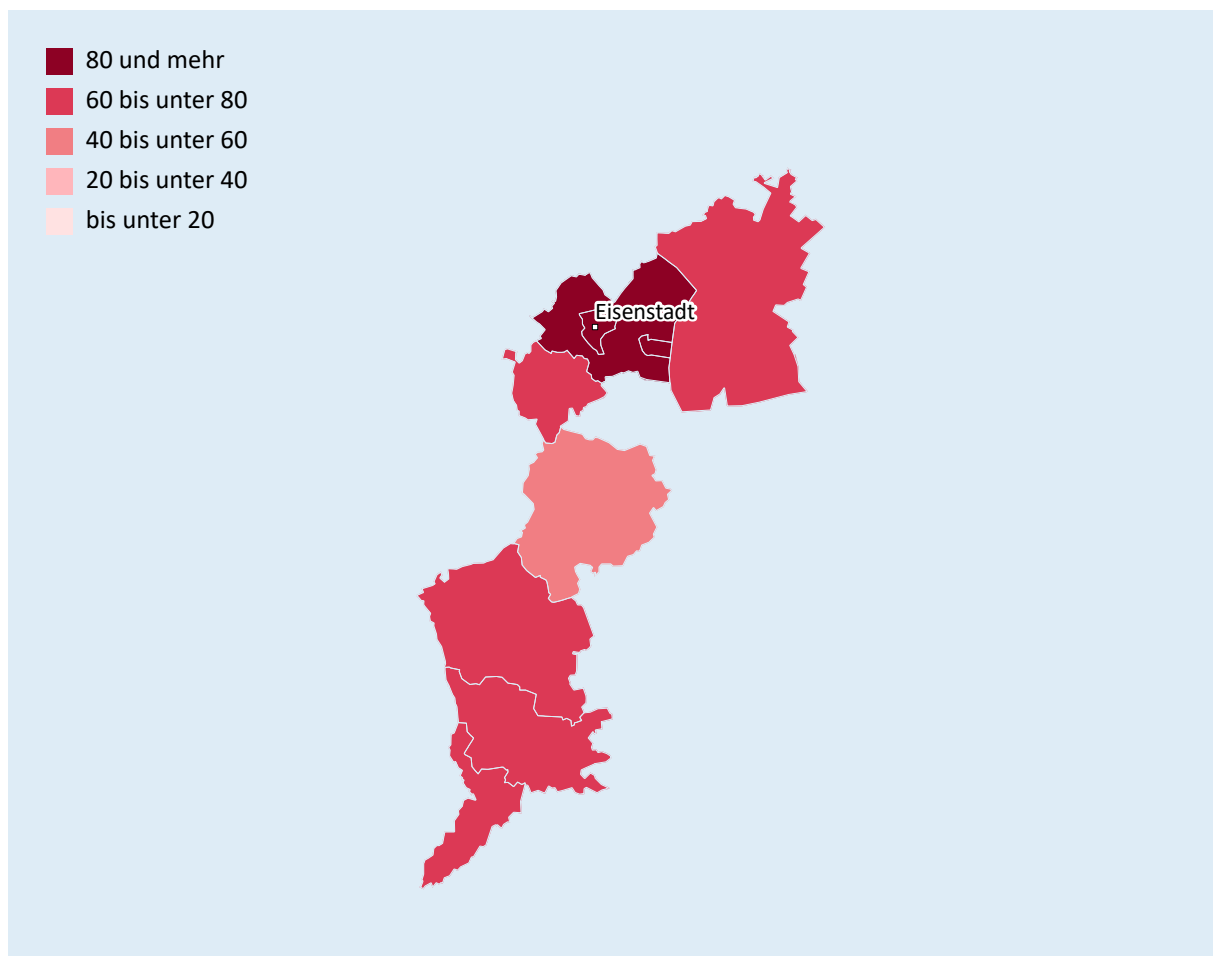 80 und mehr
60 bis unter 80
40 bis unter 60
20 bis unter 40
bis unter 20
Eisenstadt